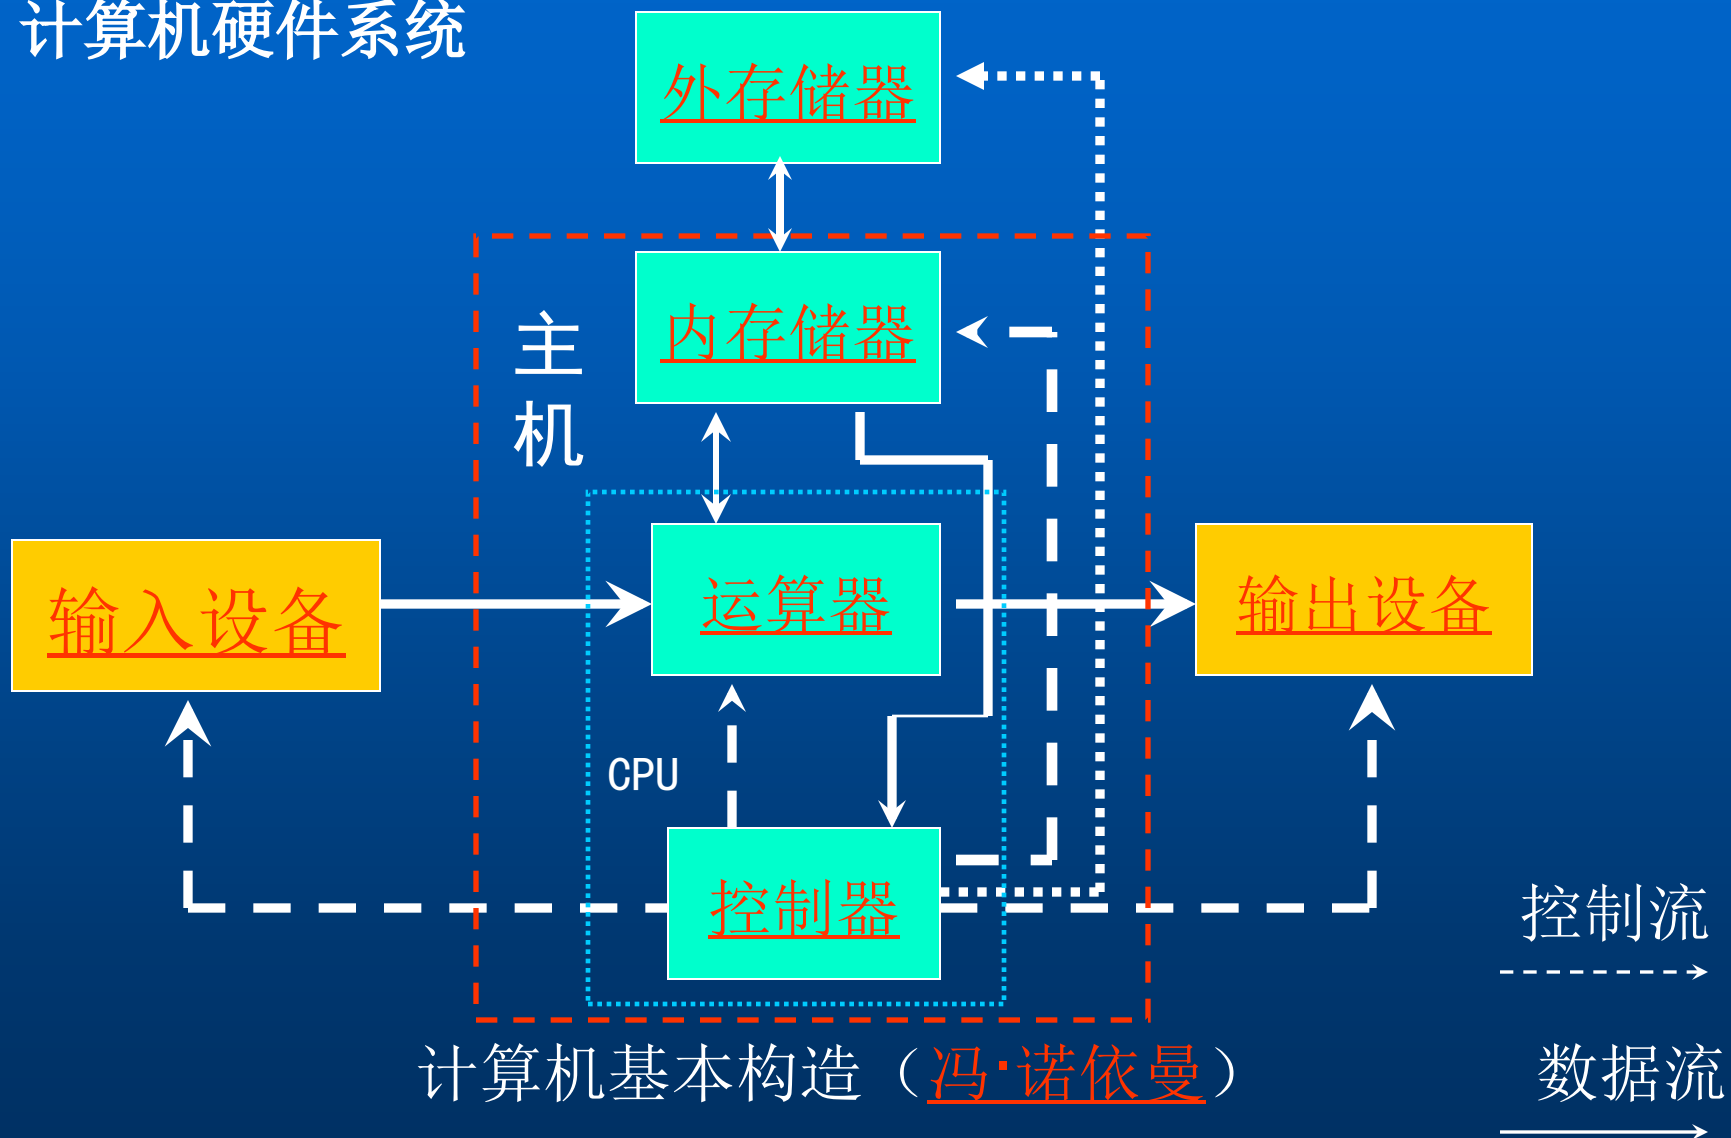 计算机硬件系统
外存储器
内存储器
主
机
输入设备
运算器
输出设备
CPU
控制器
控制流
数据流
计算机基本构造（冯·诺依曼）